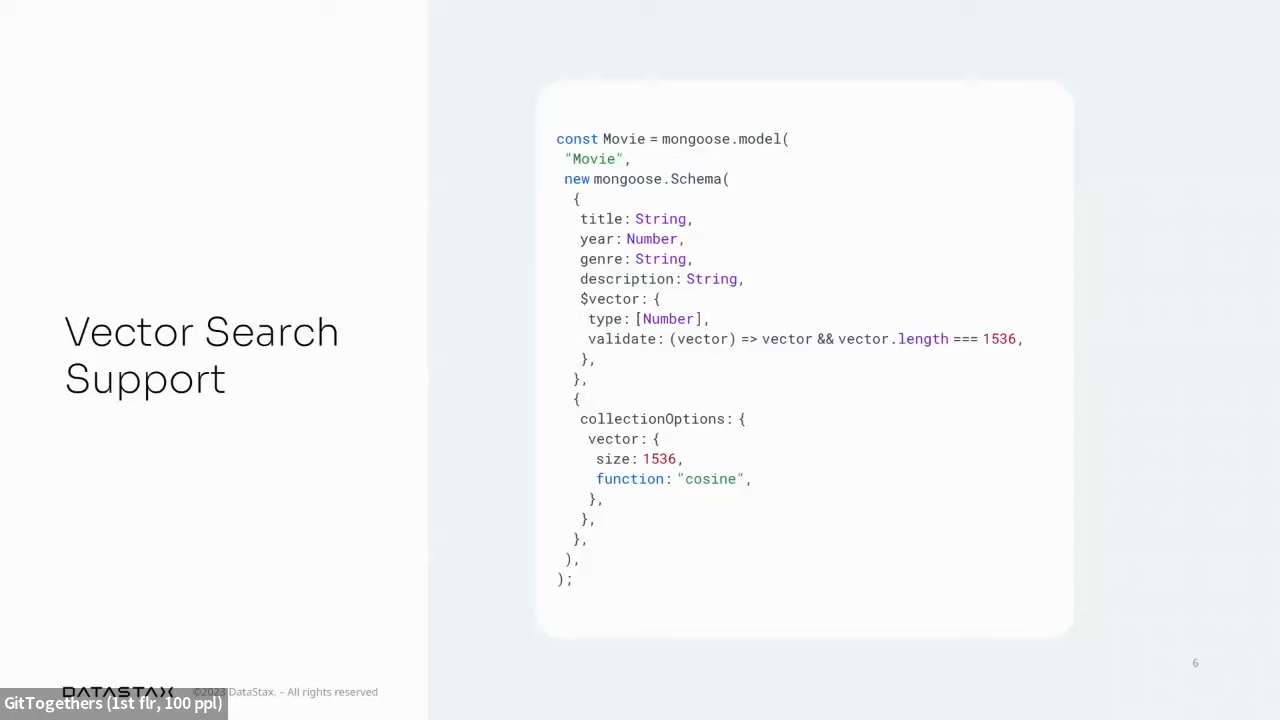 Vector Search
Support
const Movie = mongoose.model(
"Movie",
new mongoose.Schema(
{
title: String,
year: Number,
genre: String,
description: String,
$vector: {
type: [Number],
validate: (vector) => vector && vector.length === 1536,
},
},
{
collectionOptions: {
vector: {
size: 1536,
function: "cosine",
},
},
},
),
);
6
DATASTAX ©2023 DataStax. – All rights reserved
GitTogethers (1st flr, 100 ppl)